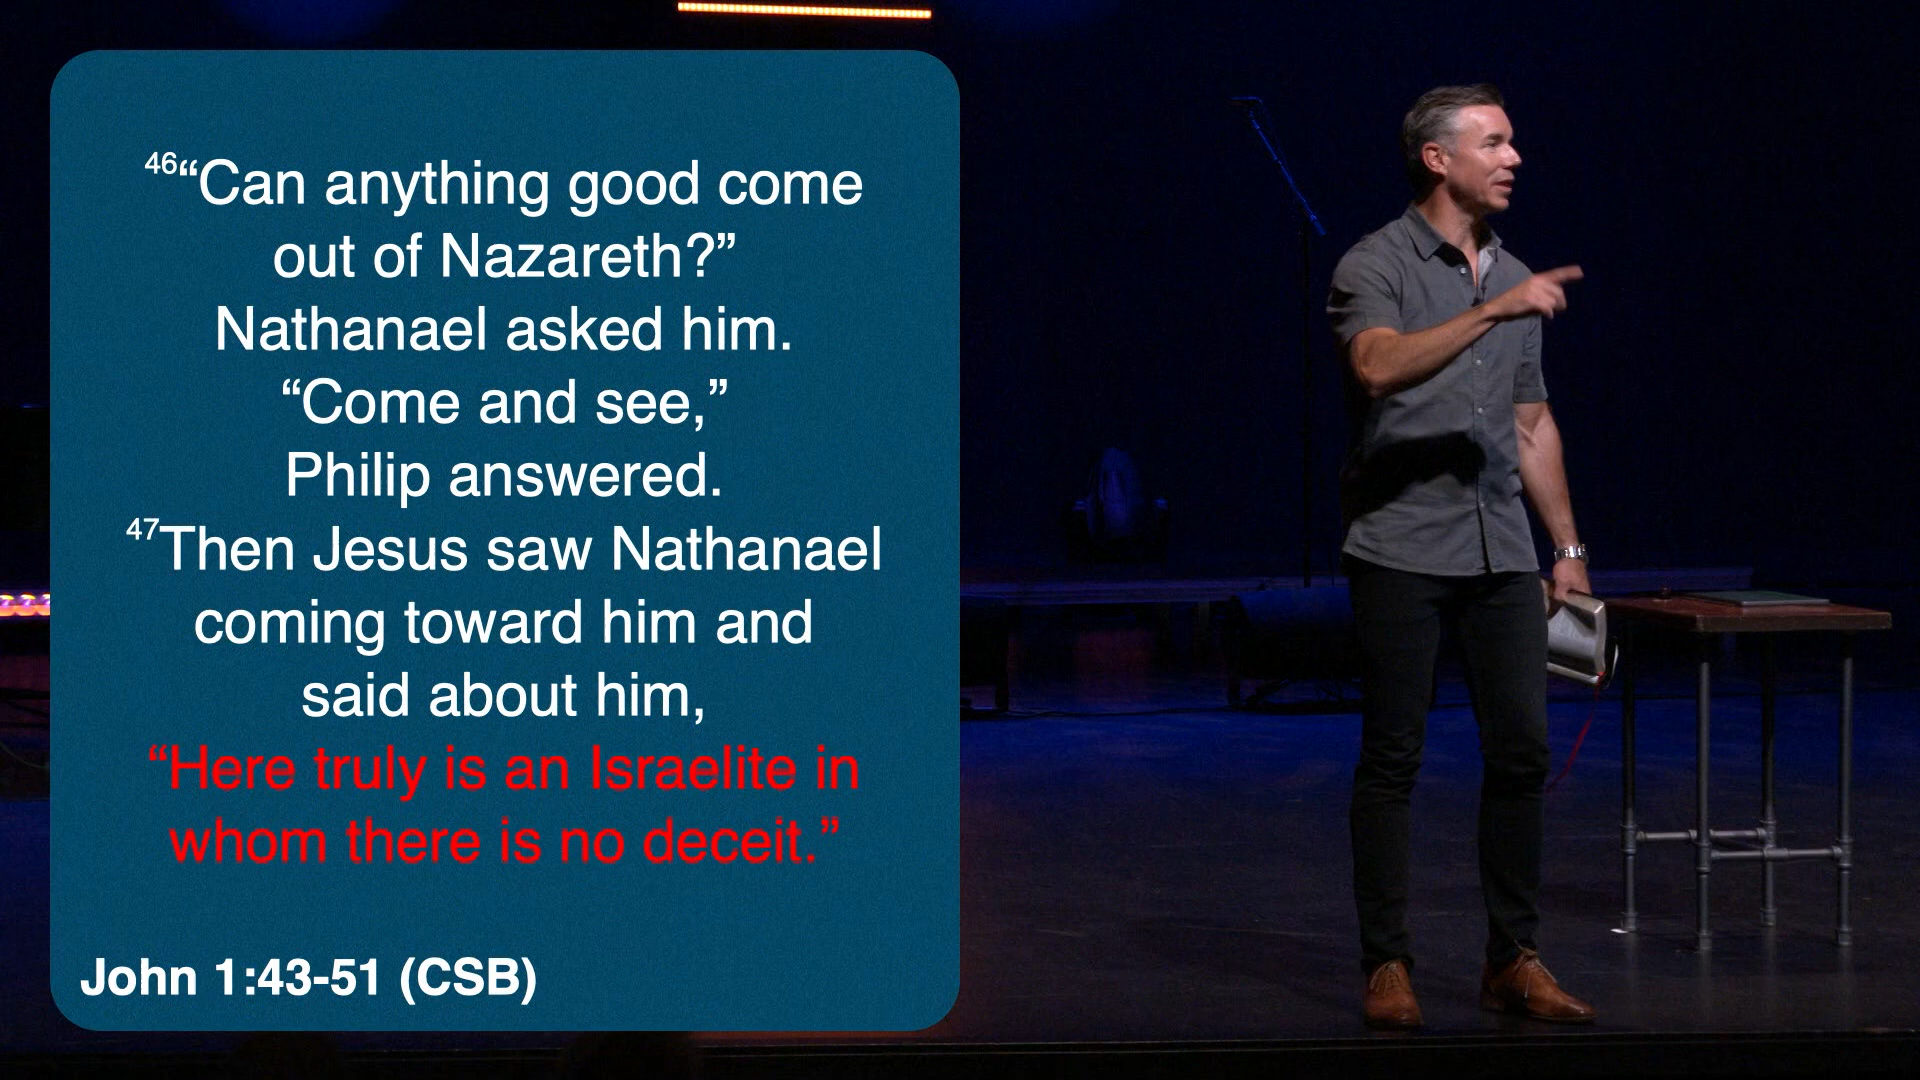 46“Can anything good come
out of Nazareth?”
Nathanael asked him.
“Come and see,”
Philip answered.
47Then Jesus saw Nathanael
coming toward him and
said about him,
“Here truly is an Israelite in
whom there is no deceit.”
John 1:43-51 (CSB)